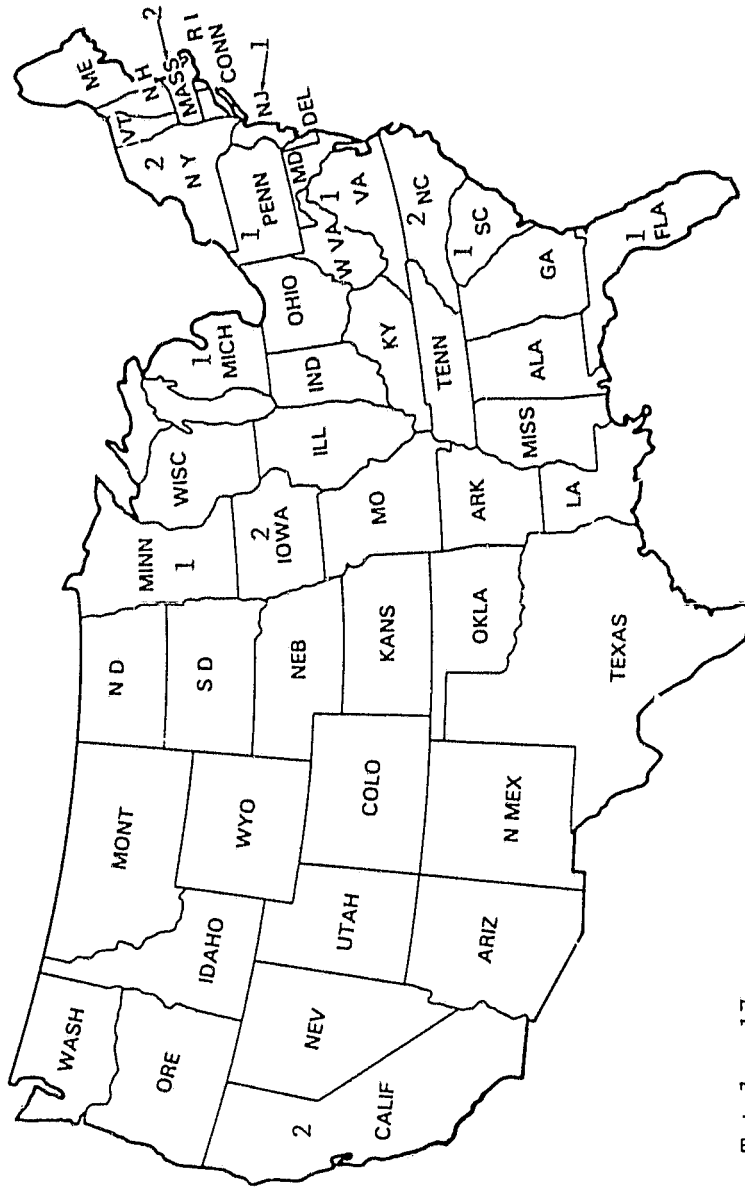 WASH
ORE
CALIF
2
NEV
IDAHO
MONT
WYO
UTAH
ARIZ
COLO
N MEX
N D
S D
NEB
KANS
OKLA
TEXAS
MINN
1
2
IOWA
MO
ARK
LA
WISC
ILL
1
MICH
IND
OHIO
KY
TENN
MISS
ALA
GA
1
FLA
1
SC
2
NC
1
VA
W VA
1
PENN
MD
DEL
NJ
1
2
NY
VT
N H
ME
MASS
2
R I
CONN